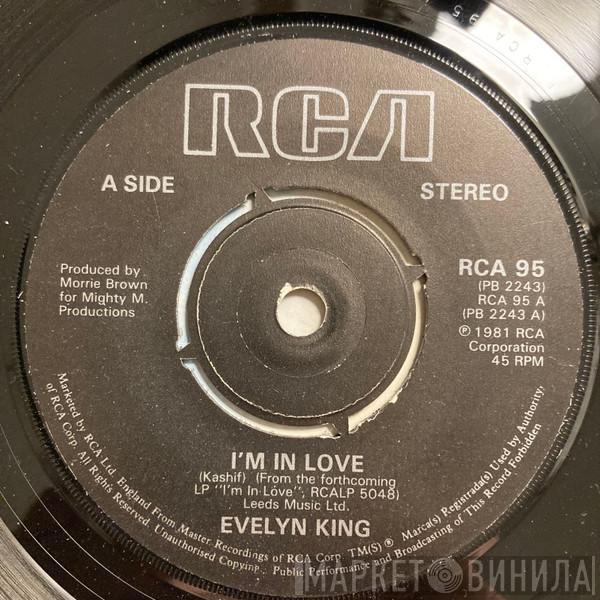 RCA
A SIDE
STEREO
Produced by
Morrie Brown
for Mighty M.
Productions
RCA 95
(PB 2243)
RCA 95 A
(PB 2243 A)
℗ 1981 RCA
Corporation
45 RPM
I'M IN LOVE
(Kashif) (From the forthcoming
LP "I'm In Love", RCALP 5048)
Leeds Music Ltd.
EVELYN KING
Marketed by RCA Ltd. England From Master Recordings of RCA Corp. TM(S) ® Marca(s) Registrada(s) Used by Authority,
of RCA Corp. All Rights Reserved. Unauthorised Copying, Public Performance and Broadcasting of This Record Forbidden
RCA 95
МАРКЕТ ВИНИЛА